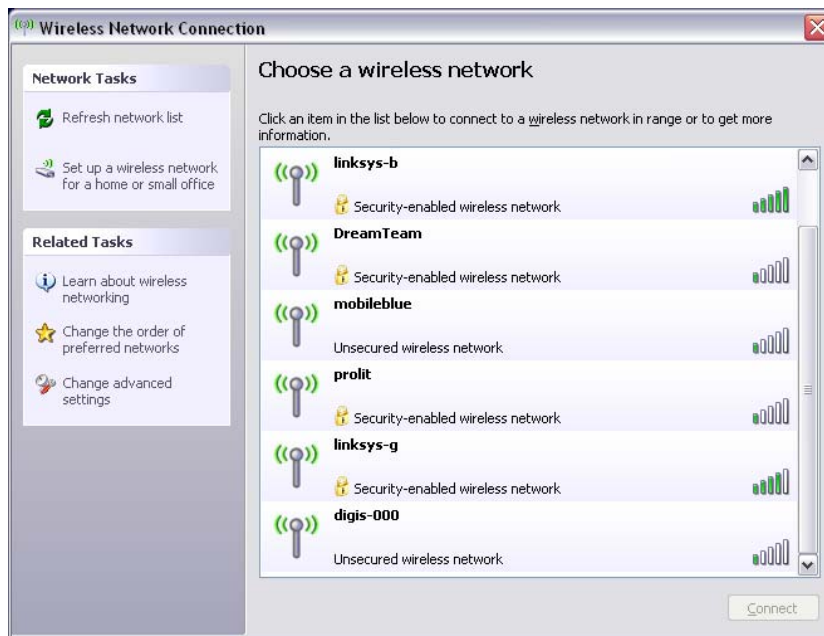 Wireless Network Connection
Network Tasks
Refresh network list
Set up a wireless network
for a home or small office
Related Tasks
Learn about wireless
networking
Change the order of
preferred networks
Change advanced
settings
Choose a wireless network
Click an item in the list below to connect to a wireless network in range or to get more
information.
linksys-b
Security-enabled wireless network
DreamTeam
Security-enabled wireless network
mobileblue
Unsecured wireless network
prolit
Security-enabled wireless network
linksys-g
Security-enabled wireless network
digis-000
Unsecured wireless network
Connect